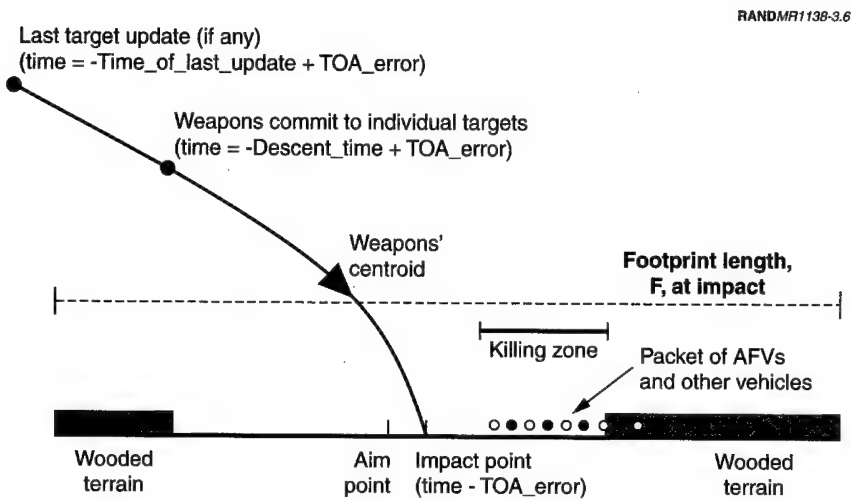 RANDMR1138-3.6
Last target update (if any)
(time = -Time_of_last_update + TOA_error)
Weapons commit to individual targets
(time = -Descent_time + TOA_error)
Weapons'
centroid
Footprint length,
F, at impact
Killing zone
Packet of AFVs
and other vehicles
Wooded
terrain
Aim
point
Impact point
(time - TOA_error)
Wooded
terrain